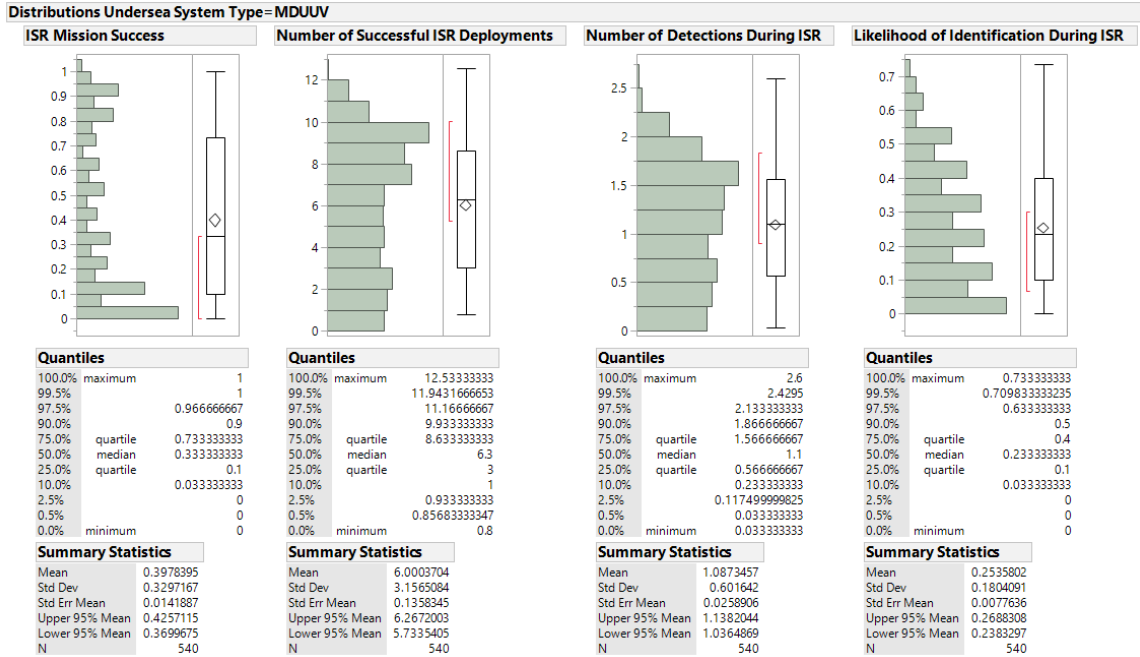 Distributions Undersea System Type=MDUUV
ISR Mission Success
1
0.9
0.8
0.7
0.6
0.5
0.4
0.3
0.2
0.1
0
Quantiles
100.0% maximum 1
99.5% 1
97.5% 0.966666667
90.0% 0.9
75.0% quartile 0.733333333
50.0% median 0.333333333
25.0% quartile 0.1
10.0% 0.033333333
2.5% 0
0.5% 0
0.0% minimum 0
Summary Statistics
Mean 0.3978395
Std Dev 0.3297167
Std Err Mean 0.0141887
Upper 95% Mean 0.4257115
Lower 95% Mean 0.3699675
N 540
Number of Successful ISR Deployments
12
10
8
6
4
2
0
Quantiles
100.0% maximum 12.53333333
99.5% 11.9431666653
97.5% 11.16666667
90.0% 9.933333333
75.0% quartile 8.633333333
50.0% median 6.3
25.0% quartile 3
10.0% 1
2.5% 0.933333333
0.5% 0.85683333347
0.0% minimum 0.8
Summary Statistics
Mean 6.0003704
Std Dev 3.1565084
Std Err Mean 0.1358345
Upper 95% Mean 6.2672003
Lower 95% Mean 5.7335405
N 540
Number of Detections During ISR
2.5
2
1.5
1
0.5
0
Quantiles
100.0% maximum 2.6
99.5% 2.4295
97.5% 2.133333333
90.0% 1.866666667
75.0% quartile 1.566666667
50.0% median 1.1
25.0% quartile 0.566666667
10.0% 0.233333333
2.5% 0.117499999825
0.5% 0.033333333
0.0% minimum 0.033333333
Summary Statistics
Mean 1.0873457
Std Dev 0.601642
Std Err Mean 0.0258906
Upper 95% Mean 1.1382044
Lower 95% Mean 1.0364869
N 540
Likelihood of Identification During ISR
0.7
0.6
0.5
0.4
0.3
0.2
0.1
0
Quantiles
100.0% maximum 0.733333333
99.5% 0.709833333235
97.5% 0.633333333
90.0% 0.5
75.0% quartile 0.4
50.0% median 0.233333333
25.0% quartile 0.1
10.0% 0.033333333
2.5% 0
0.5% 0
0.0% minimum 0
Summary Statistics
Mean 0.2535802
Std Dev 0.1804091
Std Err Mean 0.0077636
Upper 95% Mean 0.2688308
Lower 95% Mean 0.2383297
N 540